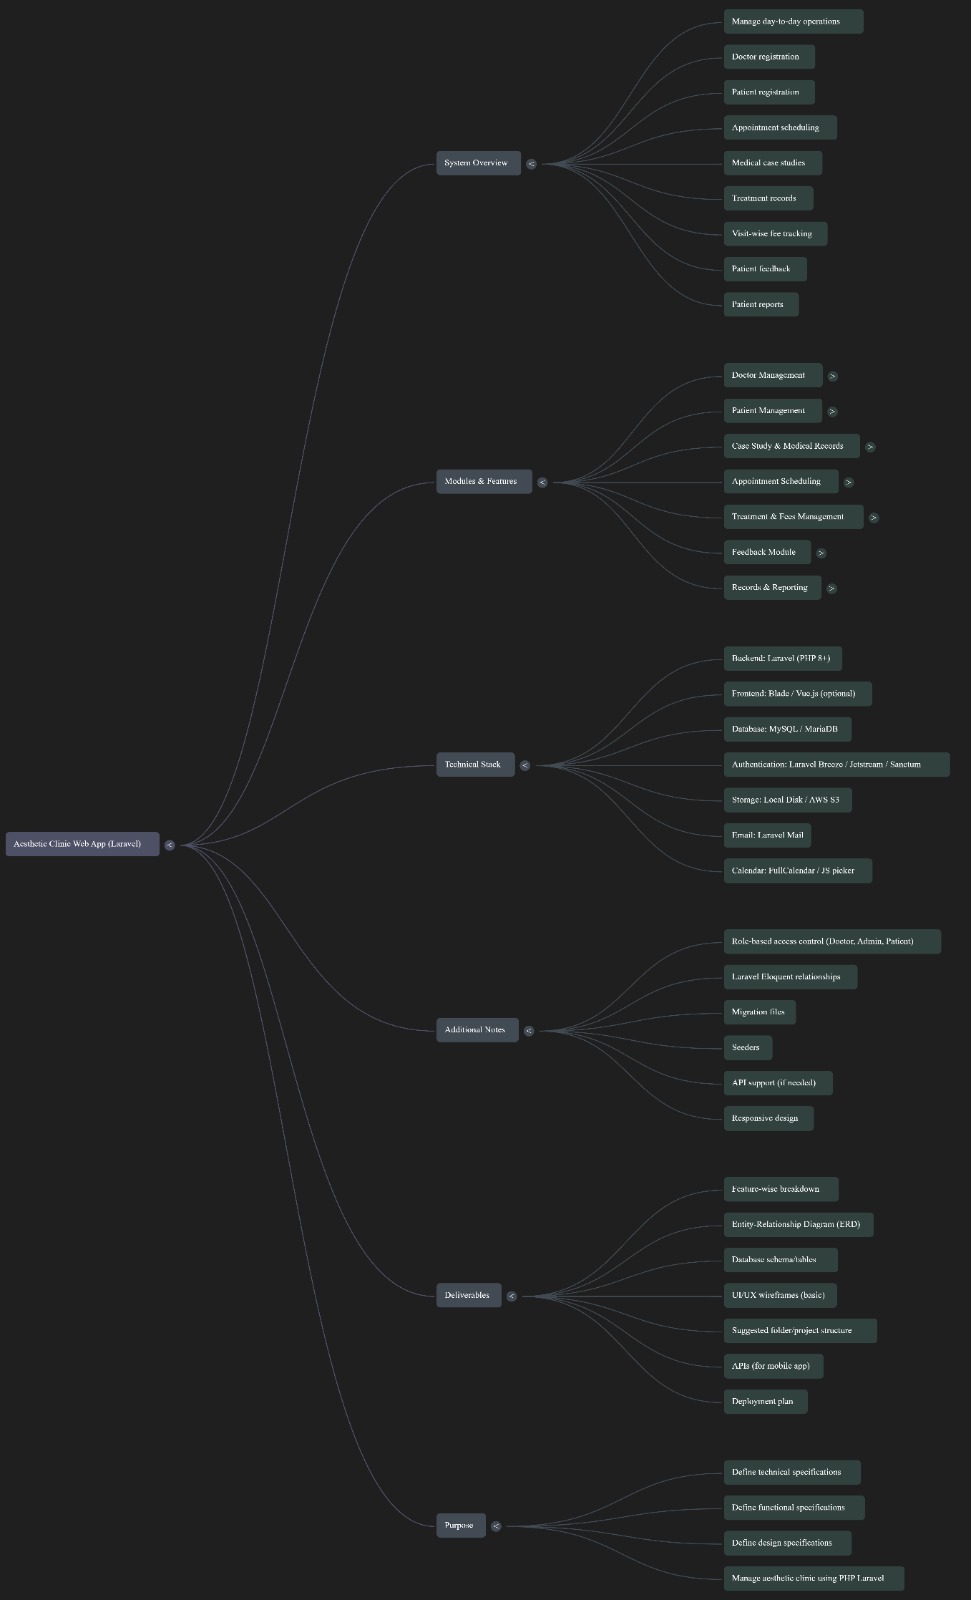 Aesthetic Clinic Web App (Laravel)
<
System Overview
<
Manage day-to-day operations
Doctor registration
Patient registration
Appointment scheduling
Medical case studies
Treatment records
Visit-wise fee tracking
Patient feedback
Patient reports
Modules & Features
<
Doctor Management
>
Patient Management
>
Case Study & Medical Records
>
Appointment Scheduling
>
Treatment & Fees Management
>
Feedback Module
>
Records & Reporting
>
Technical Stack
<
Backend: Laravel (PHP 8+)
Frontend: Blade / Vue.js (optional)
Database: MySQL / MariaDB
Authentication: Laravel Breeze / Jetstream / Sanctum
Storage: Local Disk / AWS S3
Email: Laravel Mail
Calendar: FullCalendar / JS picker
Additional Notes
<
Role-based access control (Doctor, Admin, Patient)
Laravel Eloquent relationships
Migration files
Seeders
API support (if needed)
Responsive design
Deliverables
<
Feature-wise breakdown
Entity-Relationship Diagram (ERD)
Database schema/tables
UI/UX wireframes (basic)
Suggested folder/project structure
APIs (for mobile app)
Deployment plan
Purpose
<
Define technical specifications
Define functional specifications
Define design specifications
Manage aesthetic clinic using PHP Laravel